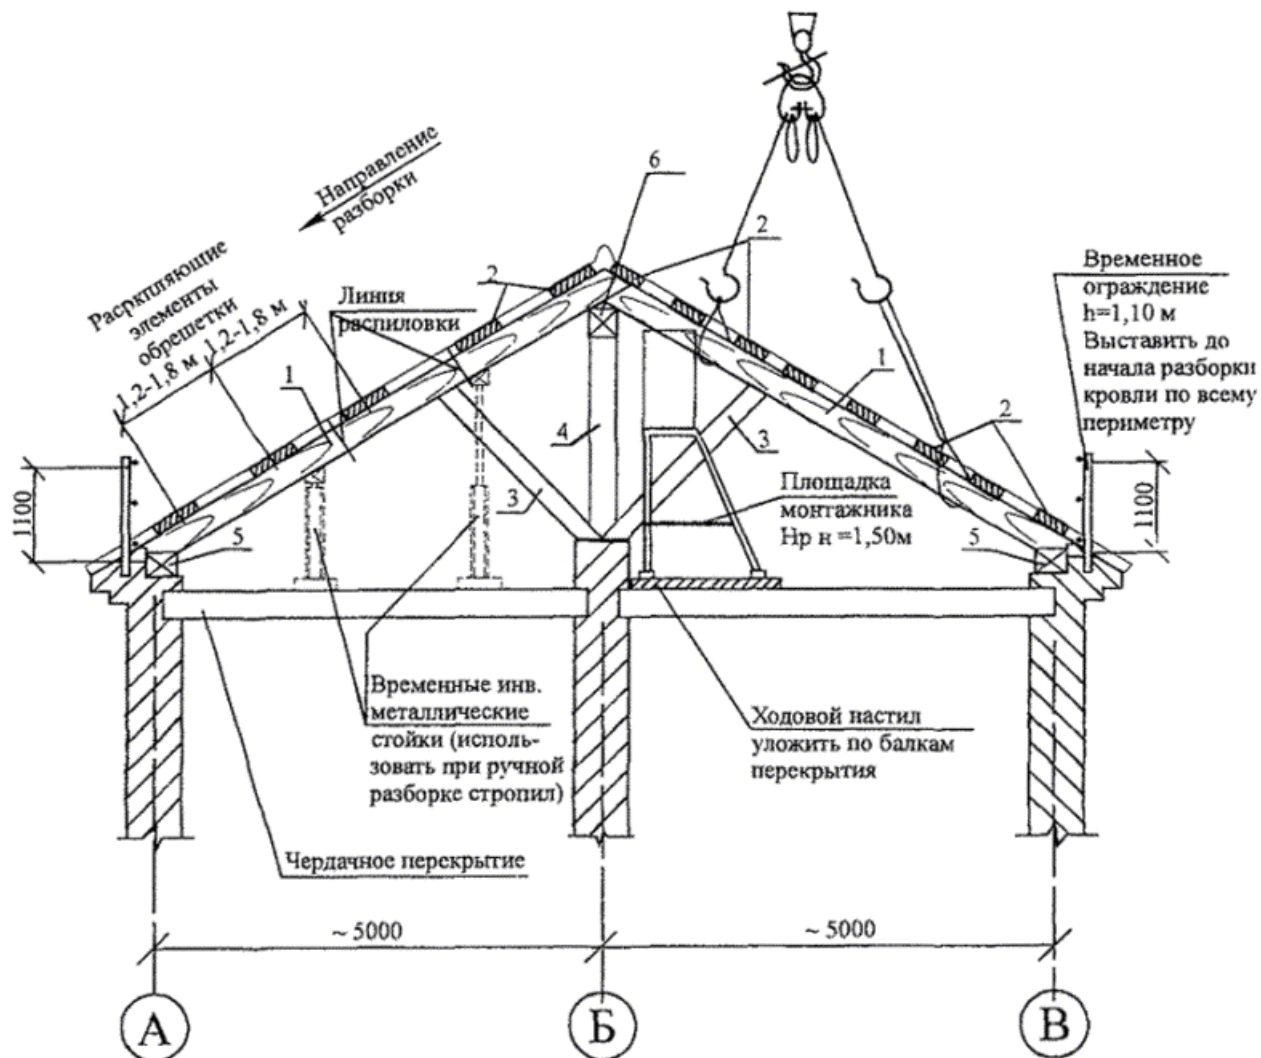 Направление
разборки
6
2
Расркпляющие
элементы
обрешетки
1,2-1,8 м
1,2-1,8 м
2
Линия
распиловки
Временное
ограждение
h=1,10 м
Выставить до
начала разборки
кровли по всему
периметру
1
1
2
4
3
3
1100
1100
5
5
Площадка
монтажника
Нр н =1,50м
Временные инв.
металлические
стойки (исполь-
зовать при ручной
разборке стропил)
Ходовой настил
уложить по балкам
перекрытия
Чердачное перекрытие
~ 5000
~ 5000
А
Б
В